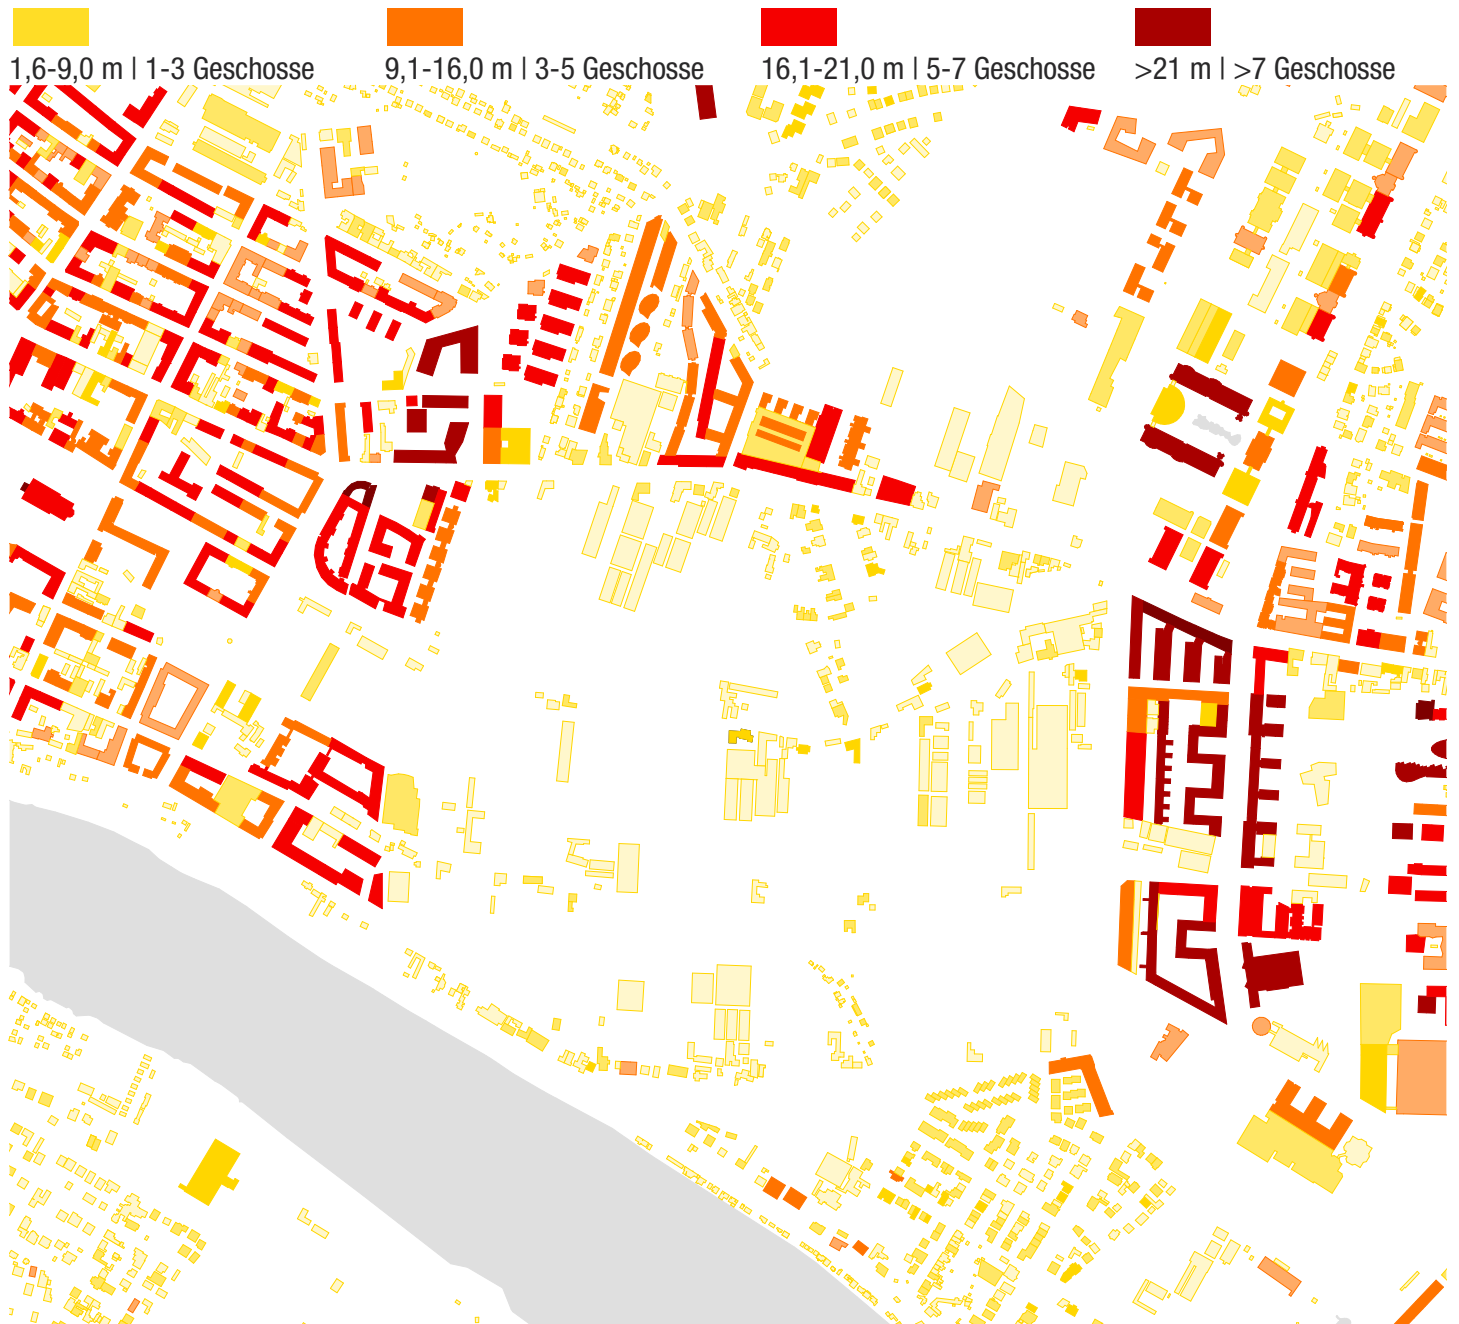 1,6-9,0 m | 1-3 Geschosse
9,1-16,0 m | 3-5 Geschosse
16,1-21,0 m | 5-7 Geschosse
>21 m | >7 Geschosse